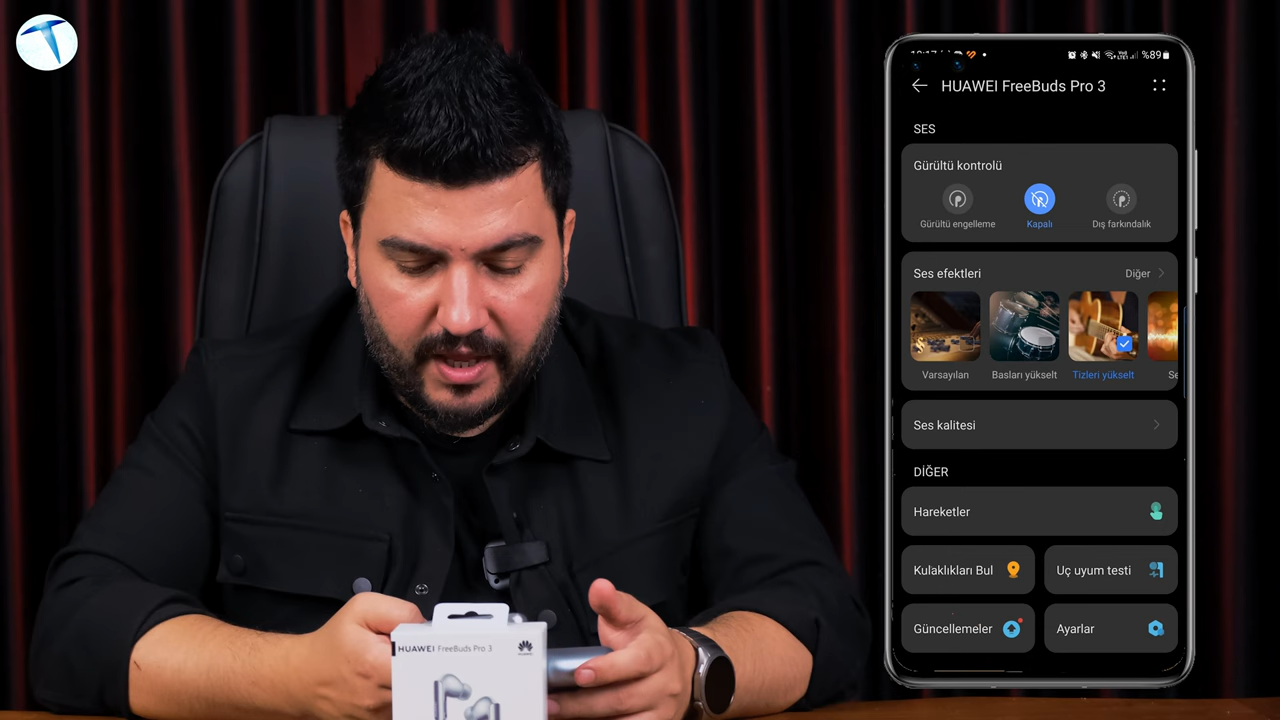 %89
HUAWEI FreeBuds Pro 3
SES
Gürültü kontrolü
Gürültü engelleme
Kapalı
Dış farkındalık
Ses efektleri
Diğer
Varsayılan
Basları yükselt
Tizleri yükselt
Ses kalitesi
DİĞER
Hareketler
Kulaklıkları Bul
Uç uyum testi
Güncellemeler
Ayarlar
HUAWEI FreeBuds Pro 3